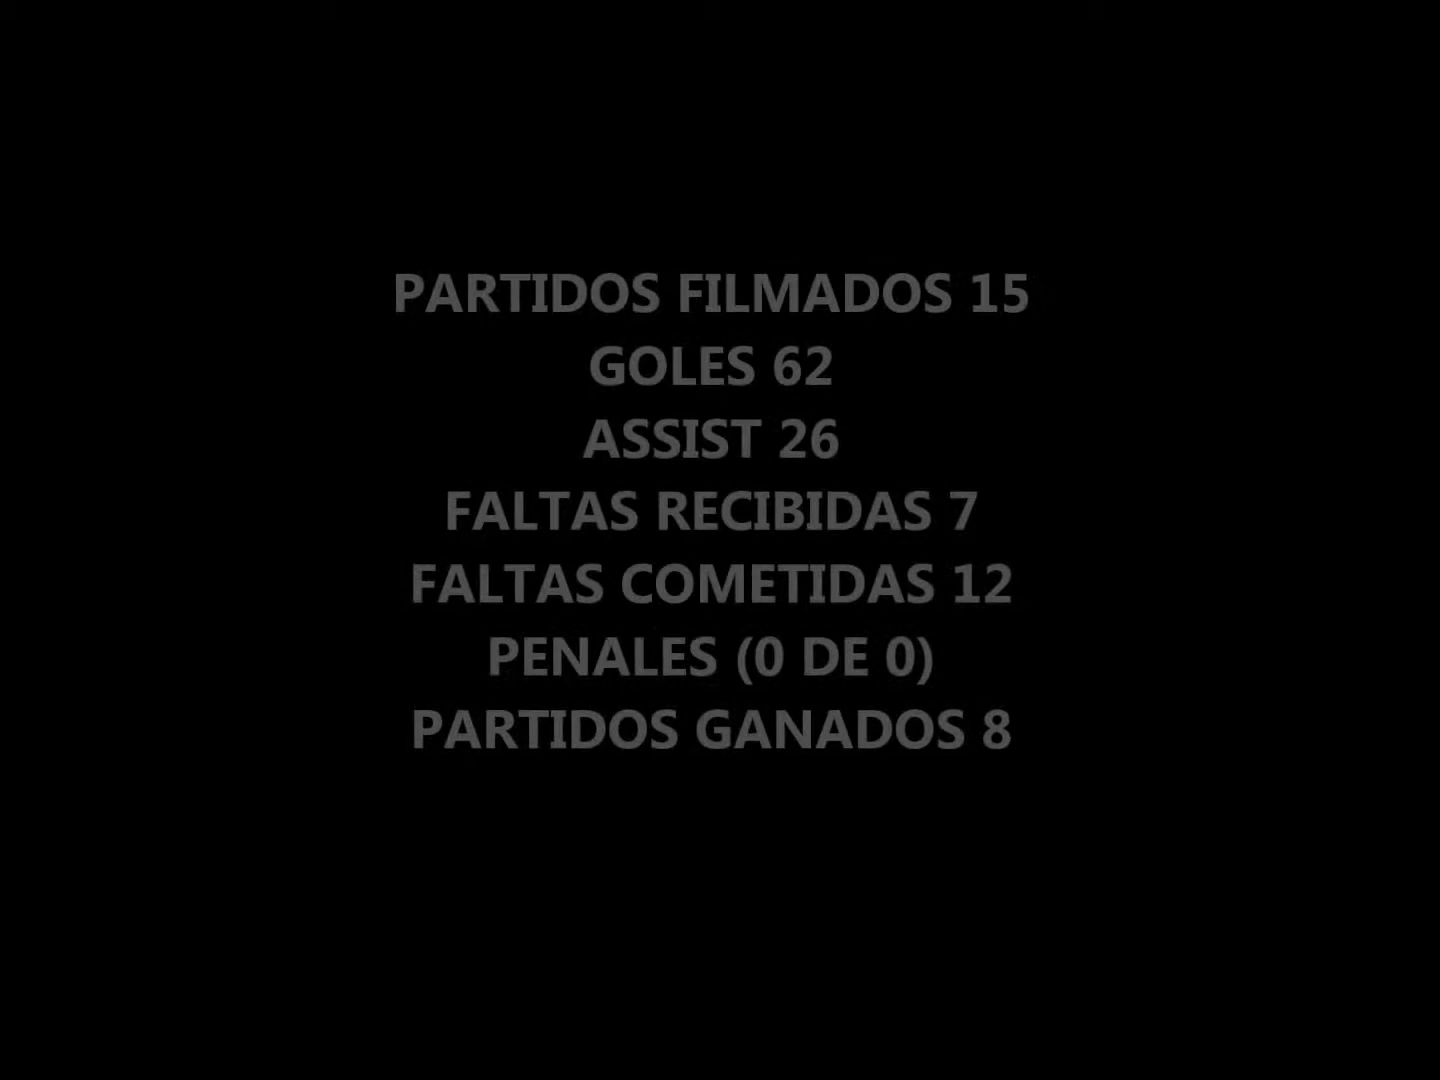 PARTIDOS FILMADOS 15
GOLES 62
ASSIST 26
FALTAS RECIBIDAS 7
FALTAS COMETIDAS 12
PENALES (0 DE 0)
PARTIDOS GANADOS 8